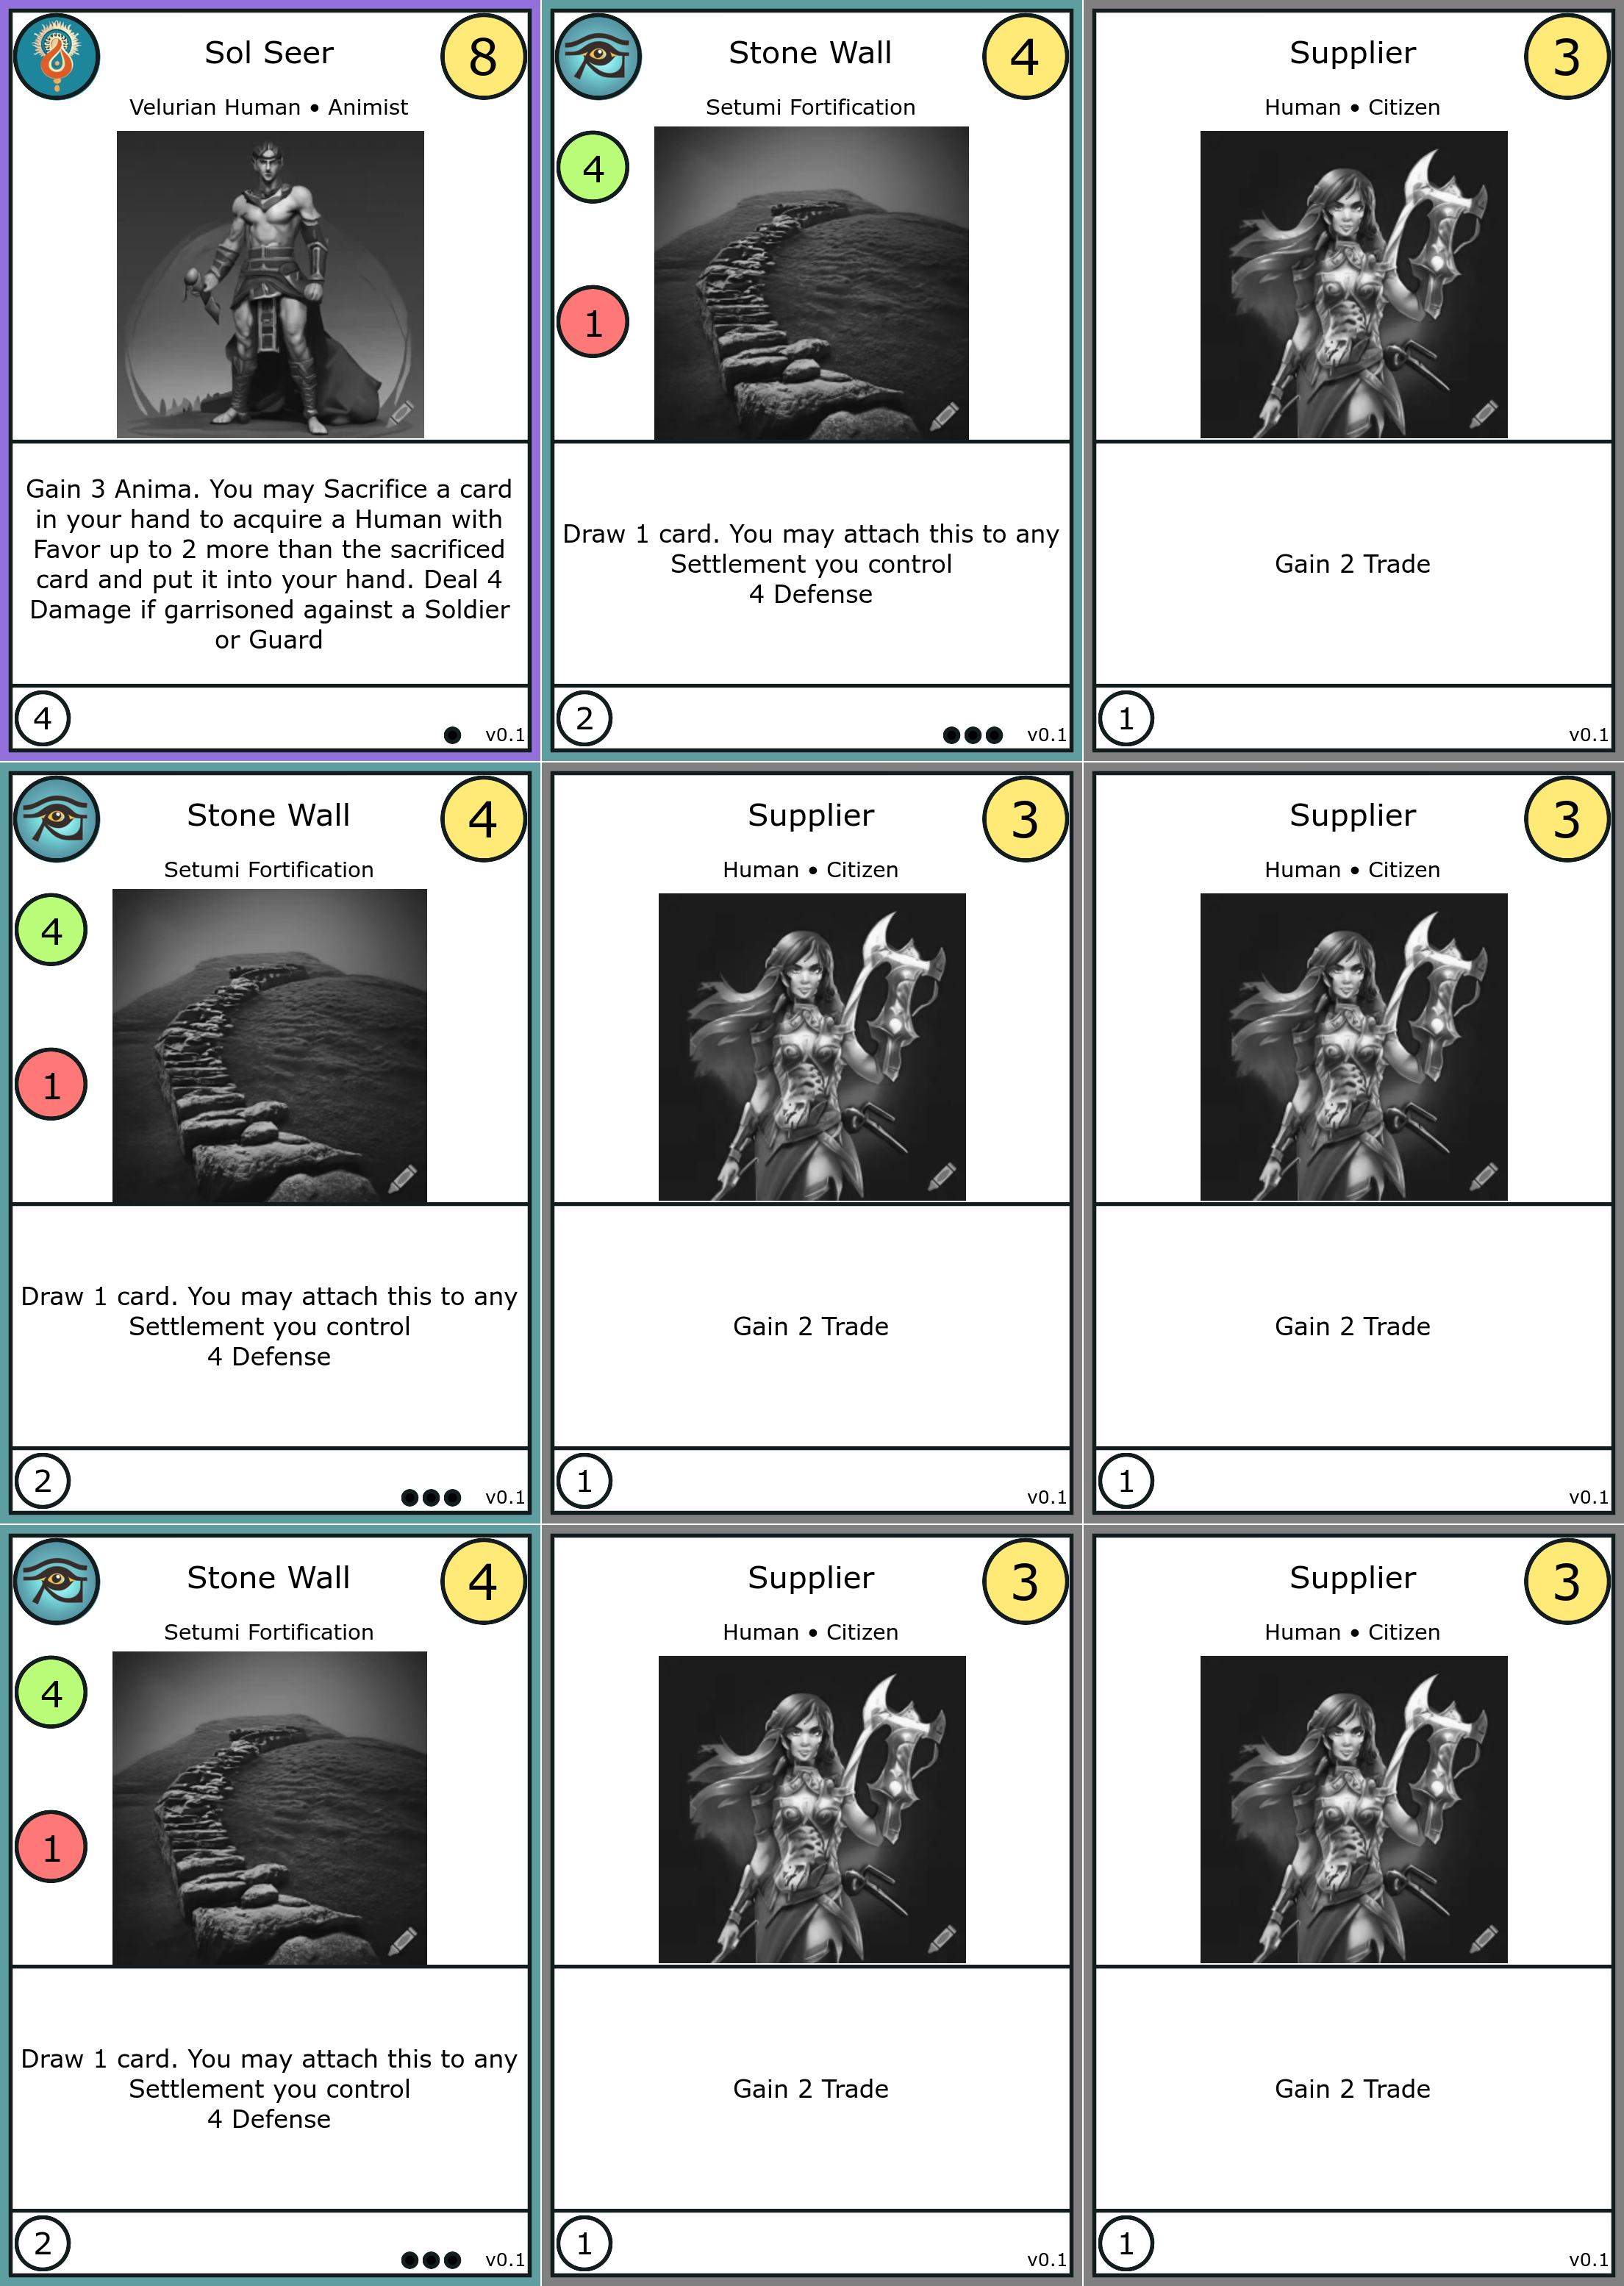 Sol Seer
8
Velurian Human • Animist
Gain 3 Anima. You may Sacrifice a card
in your hand to acquire a Human with
Favor up to 2 more than the sacrificed
card and put it into your hand. Deal 4
Damage if garrisoned against a Soldier
or Guard
4
v0.1
Stone Wall
4
Setumi Fortification
4
1
Draw 1 card. You may attach this to any
Settlement you control
4 Defense
2
v0.1
Supplier
3
Human • Citizen
Gain 2 Trade
1
v0.1
Stone Wall
4
Setumi Fortification
4
1
Draw 1 card. You may attach this to any
Settlement you control
4 Defense
2
v0.1
Supplier
3
Human • Citizen
Gain 2 Trade
1
v0.1
Supplier
3
Human • Citizen
Gain 2 Trade
1
v0.1
Stone Wall
4
Setumi Fortification
4
1
Draw 1 card. You may attach this to any
Settlement you control
4 Defense
2
v0.1
Supplier
3
Human • Citizen
Gain 2 Trade
1
v0.1
Supplier
3
Human • Citizen
Gain 2 Trade
1
v0.1